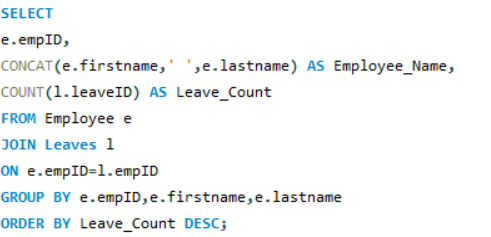 SELECT
e.empID,
CONCAT(e.firstname,' ',e.lastname) AS Employee_Name,
COUNT(l.leaveID) AS Leave_Count
FROM Employee e
JOIN Leaves l
ON e.empID=l.empID
GROUP BY e.empID,e.firstname,e.lastname
ORDER BY Leave_Count DESC;